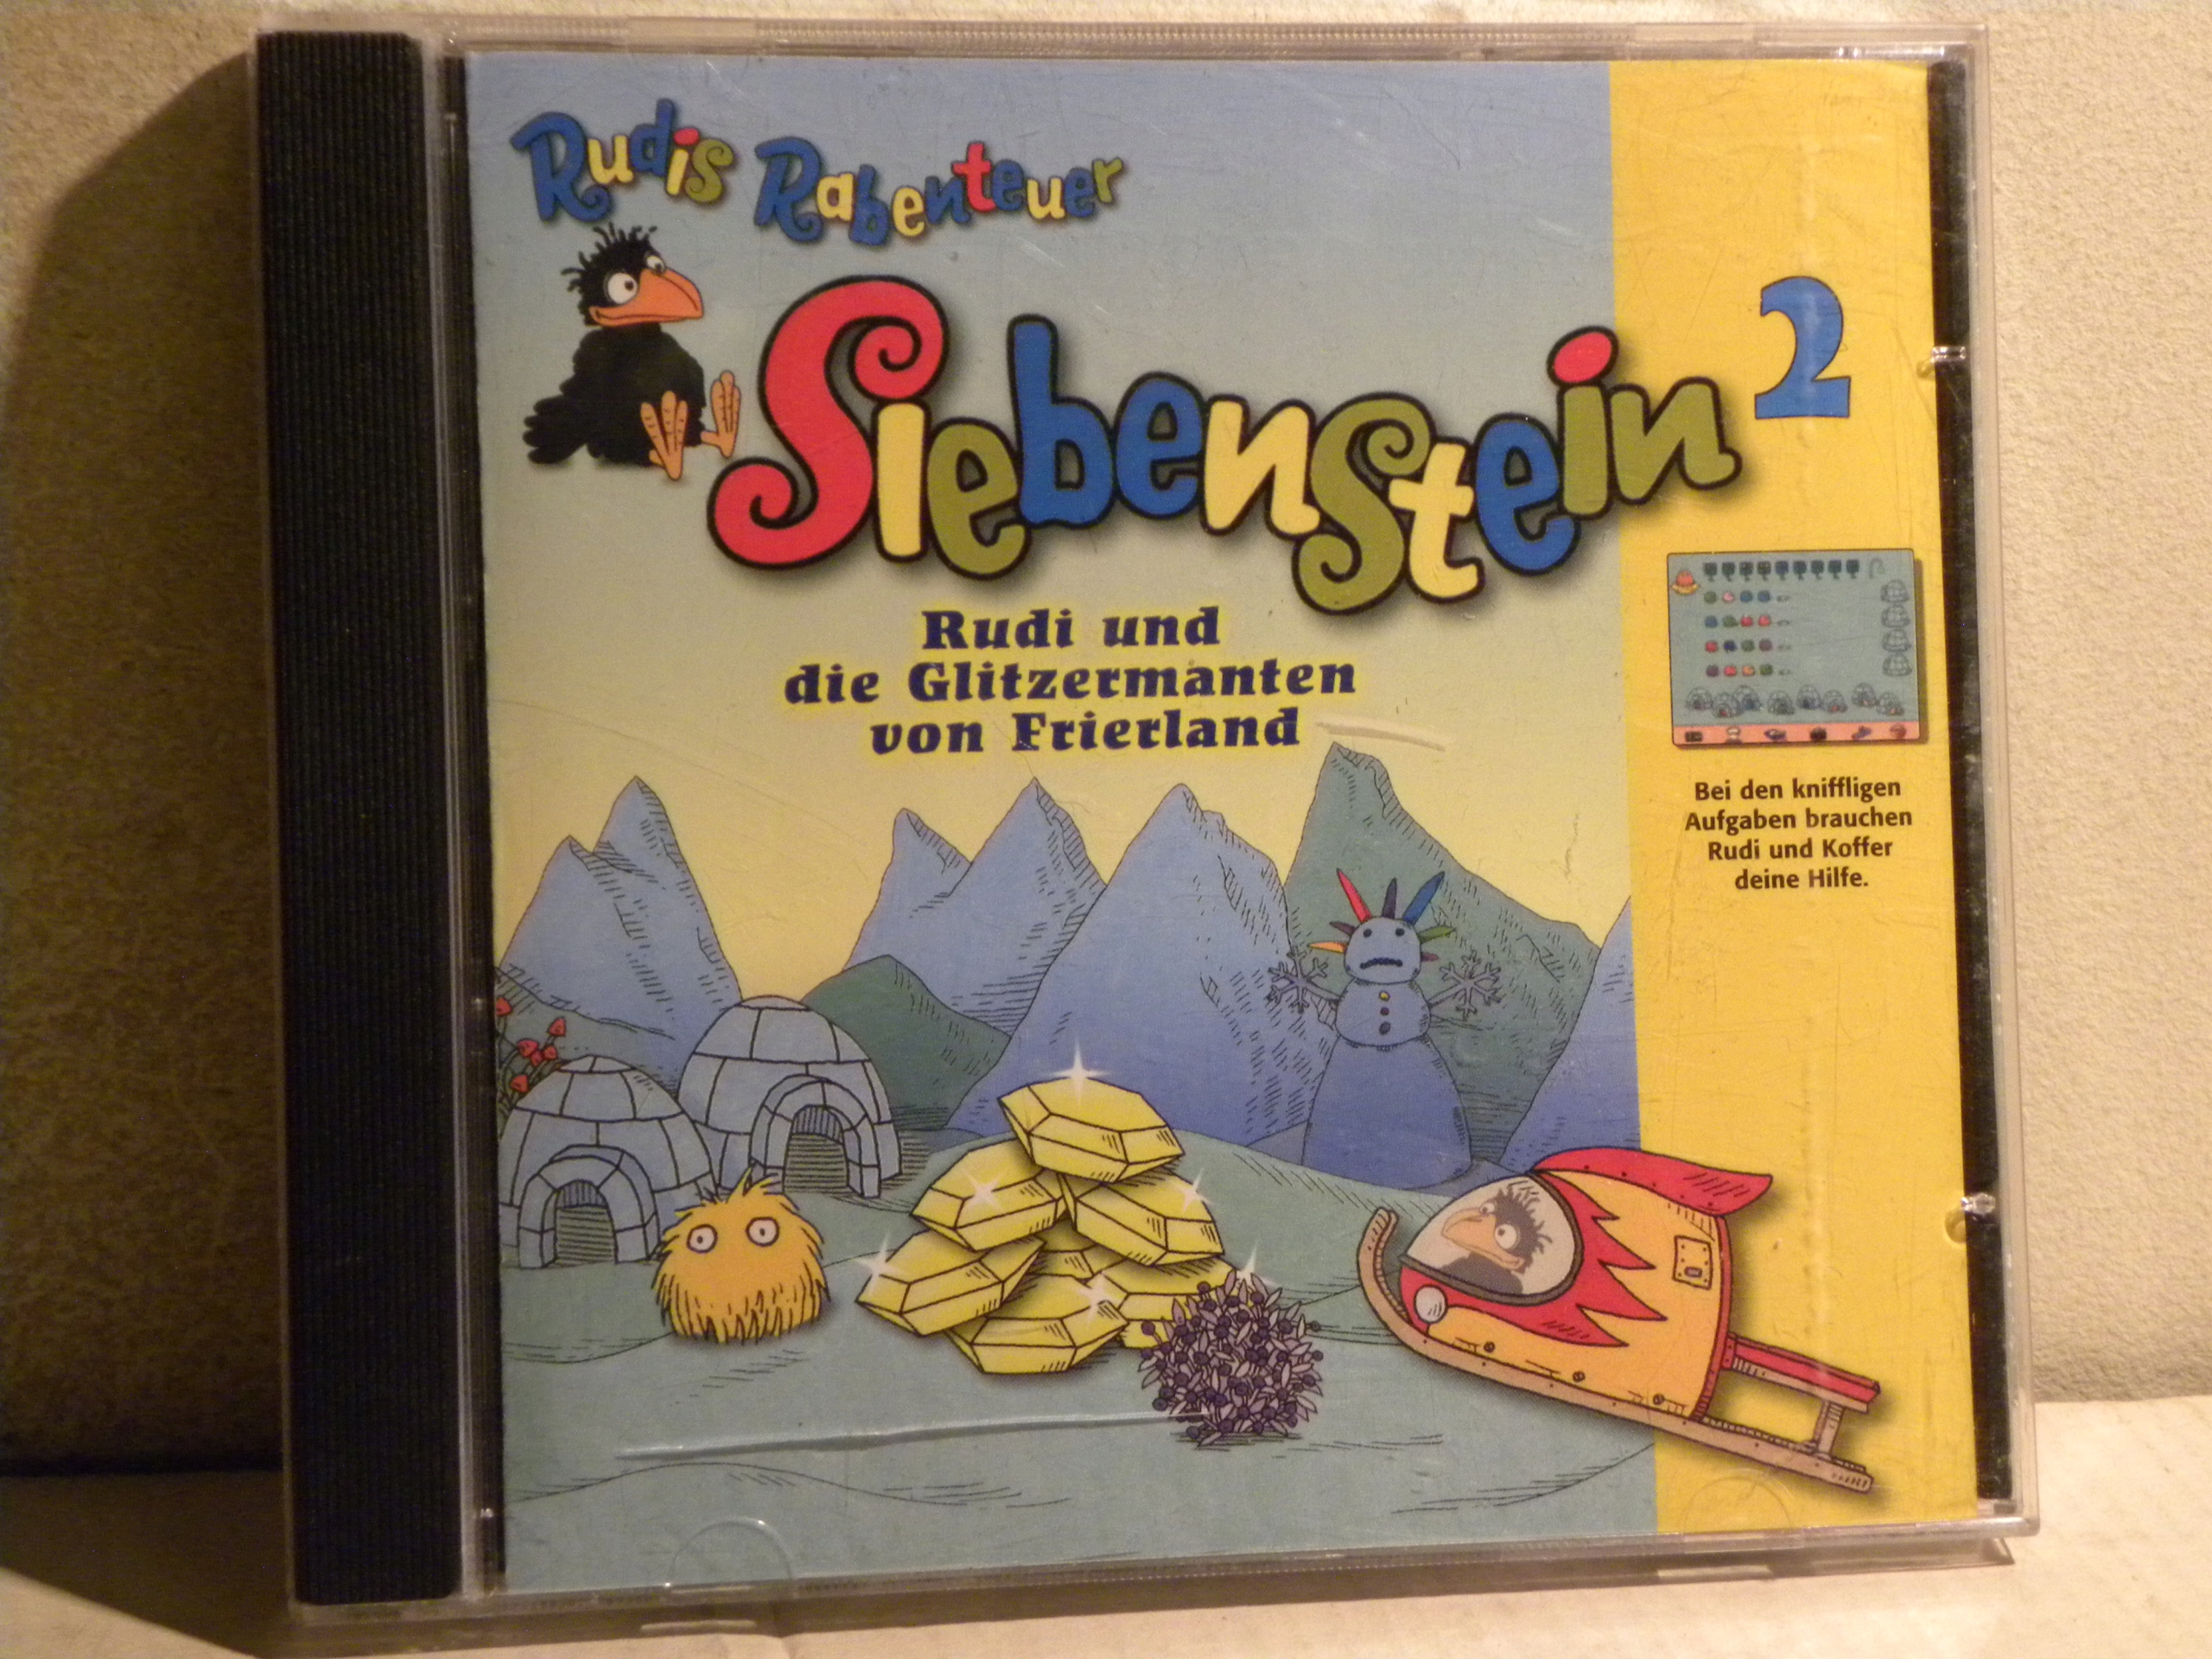 Rudis Rabenteuer
Siebenstein 2
Rudi und
die Glitzermanten
von Frierland
Bei den kniffligen
Aufgaben brauchen
Rudi und Koffer
deine Hilfe.